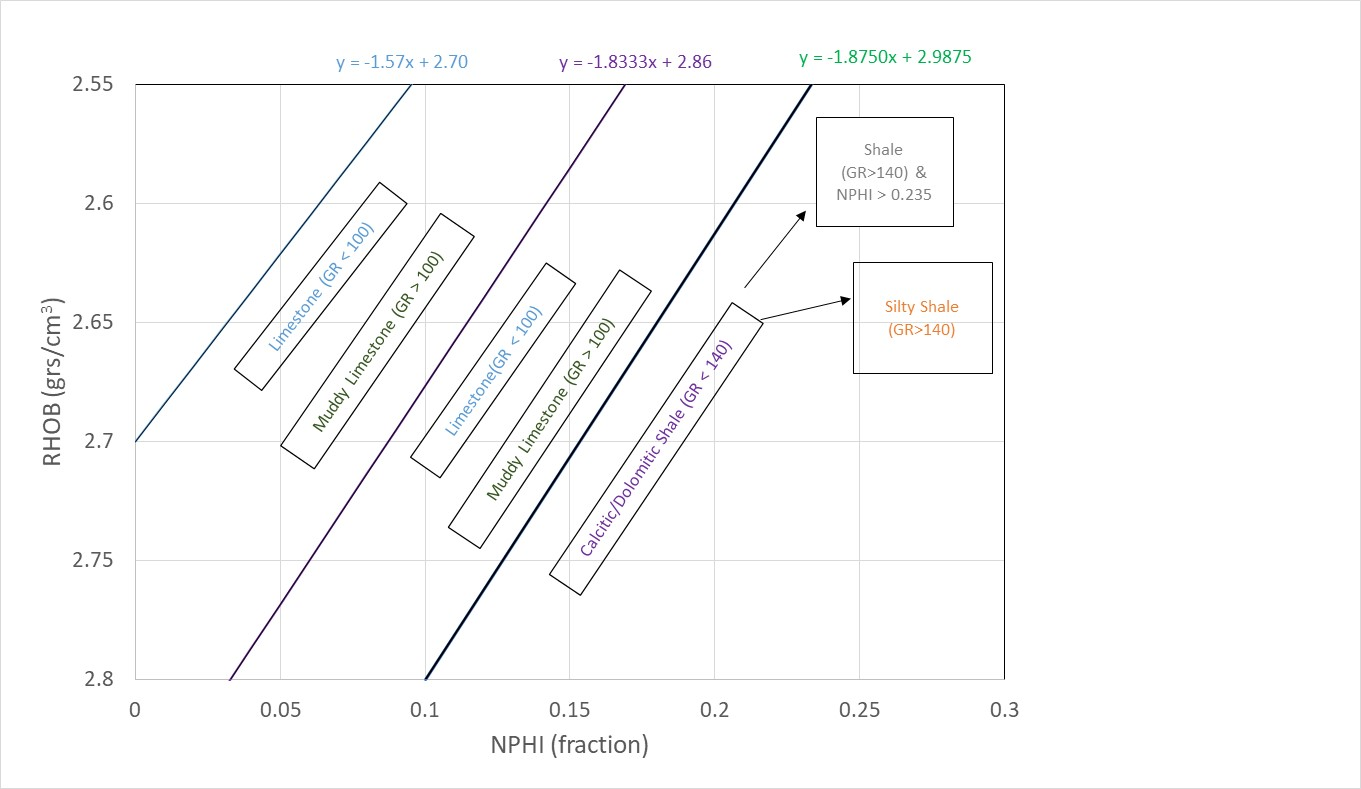 y = -1.57x + 2.70
y = -1.8333x + 2.86
y = -1.8750x + 2.9875
2.55
2.6
2.65
2.7
2.75
2.8
RHOB (grs/cm³)
Limestone (GR < 100)
Muddy Limestone (GR > 100)
Limestone(GR < 100)
Muddy Limestone (GR > 100)
Calcitic/Dolomitic Shale (GR < 140)
Shale
(GR>140) &
NPHI > 0.235
Silty Shale
(GR>140)
0
0.05
0.1
0.15
0.2
0.25
0.3
NPHI (fraction)